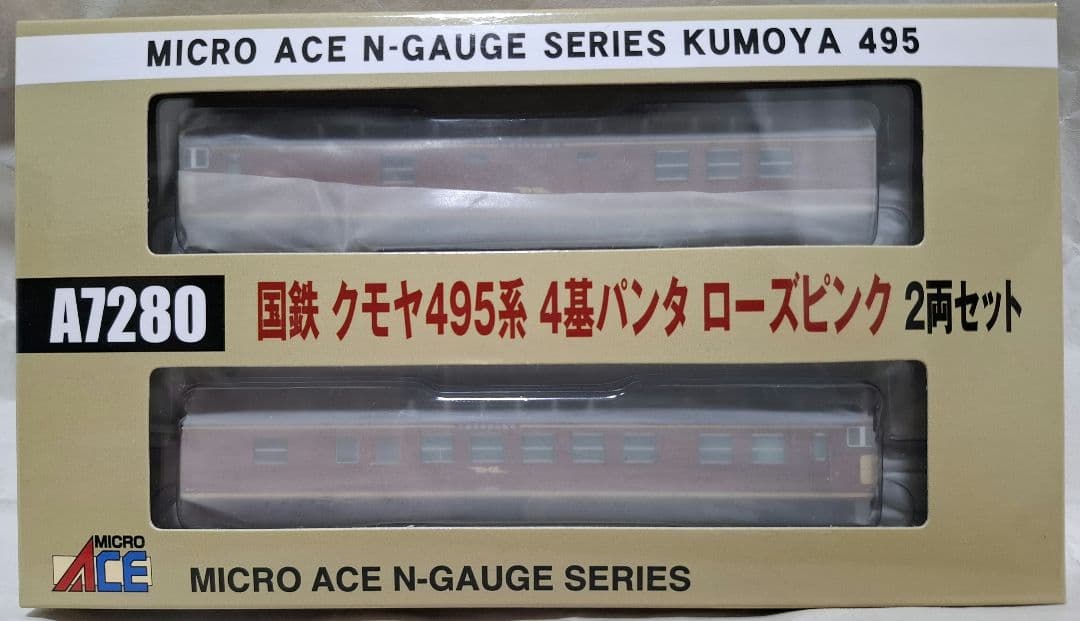 MICRO ACE N-GAUGE SERIES KUMOYA 495
A7280
国鉄 クモヤ495系 4基パンタ ローズピンク 2両セット
MICRO
ACE
MICRO ACE N-GAUGE SERIES